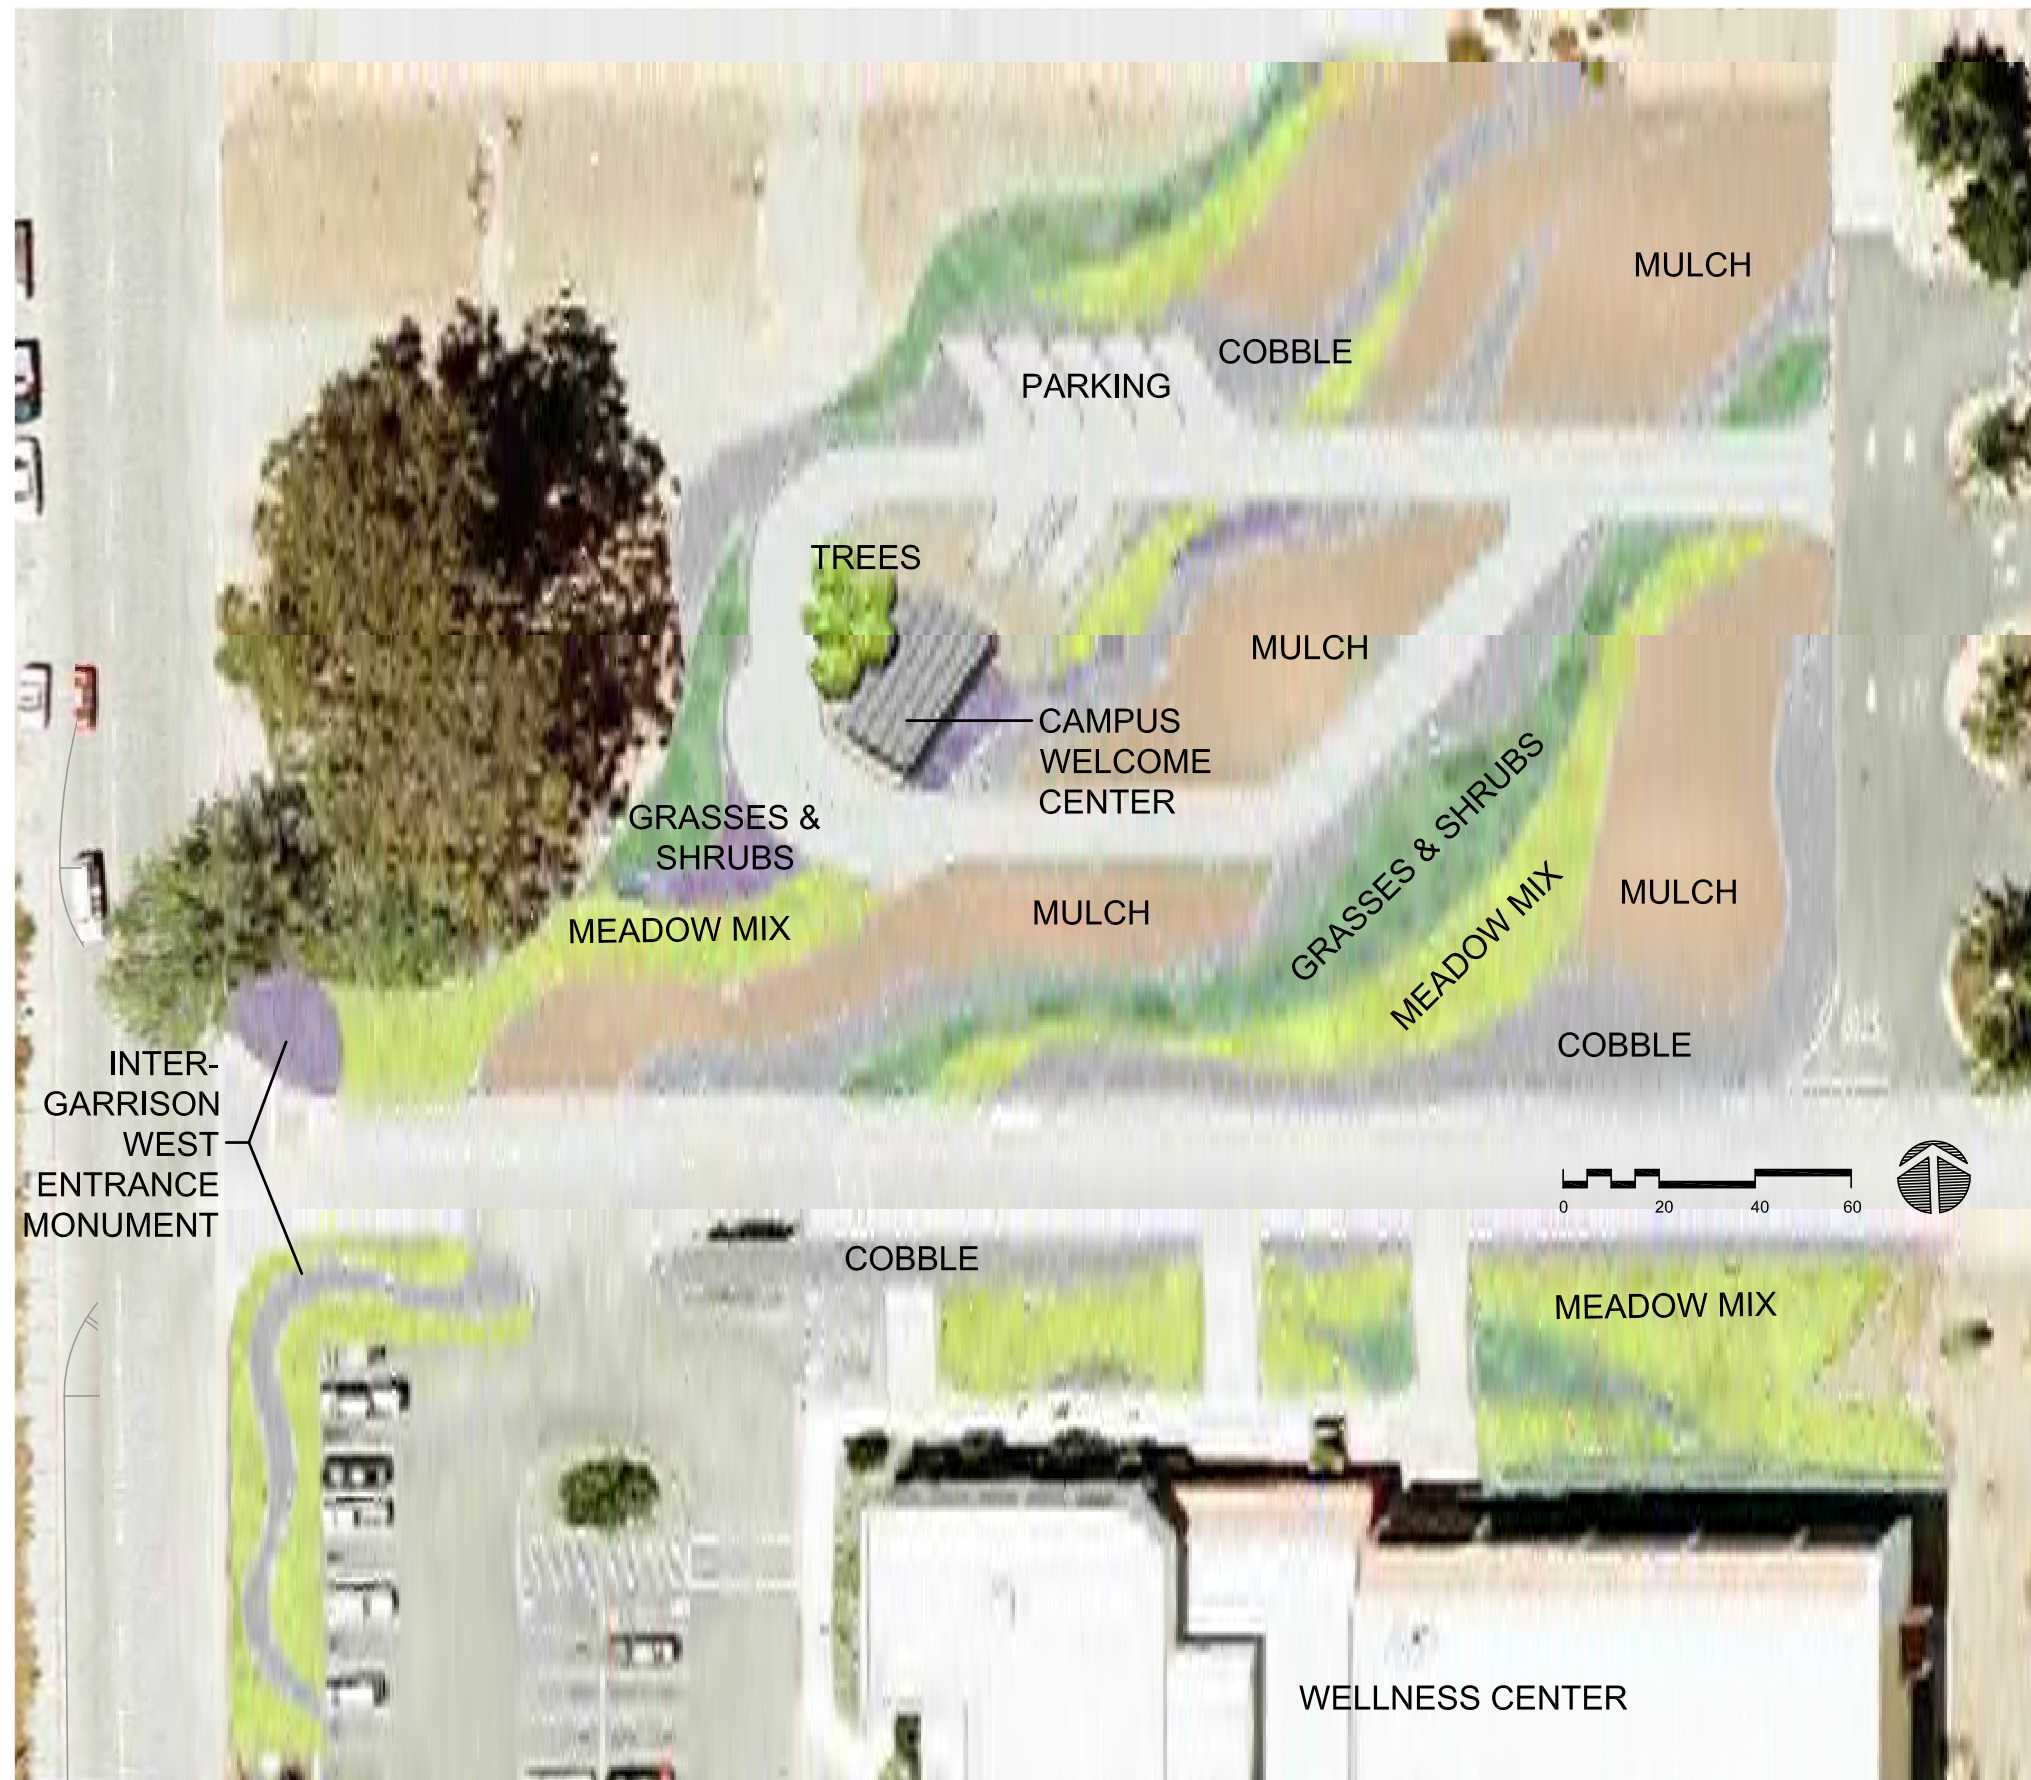 MULCH
COBBLE
PARKING
TREES
MULCH
CAMPUS
WELCOME
CENTER
GRASSES &
SHRUBS
GRASSES & SHRUBS
MEADOW MIX
MULCH
MULCH
MEADOW MIX
COBBLE
INTER-
GARRISON
WEST
ENTRANCE
MONUMENT
0 20 40 60
COBBLE
MEADOW MIX
WELLNESS CENTER